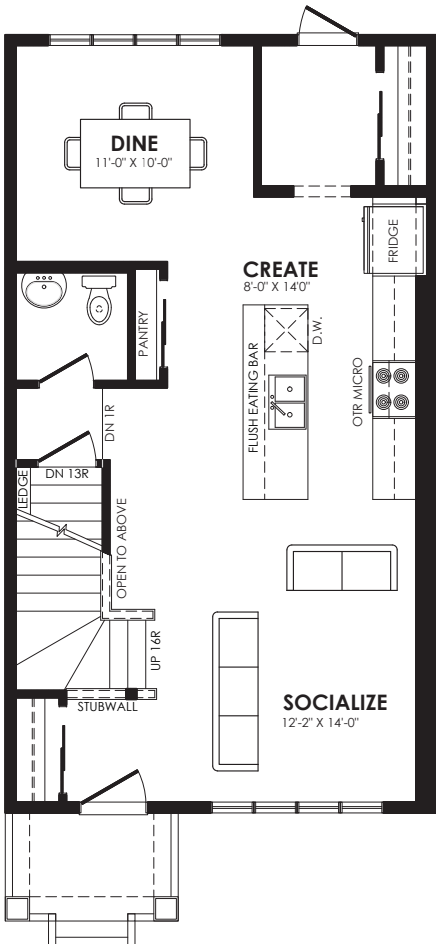 DINE
11'-0" X 10'-0"
FRIDGE
CREATE
8'-0" X 14'0"
PANTRY
D.W.
FLUSH EATING BAR
OTR MICRO
DN 1R
DN 13R
LEDGE
OPEN TO ABOVE
UP 16R
STUBWALL
SOCIALIZE
12'-2" X 14'-0"